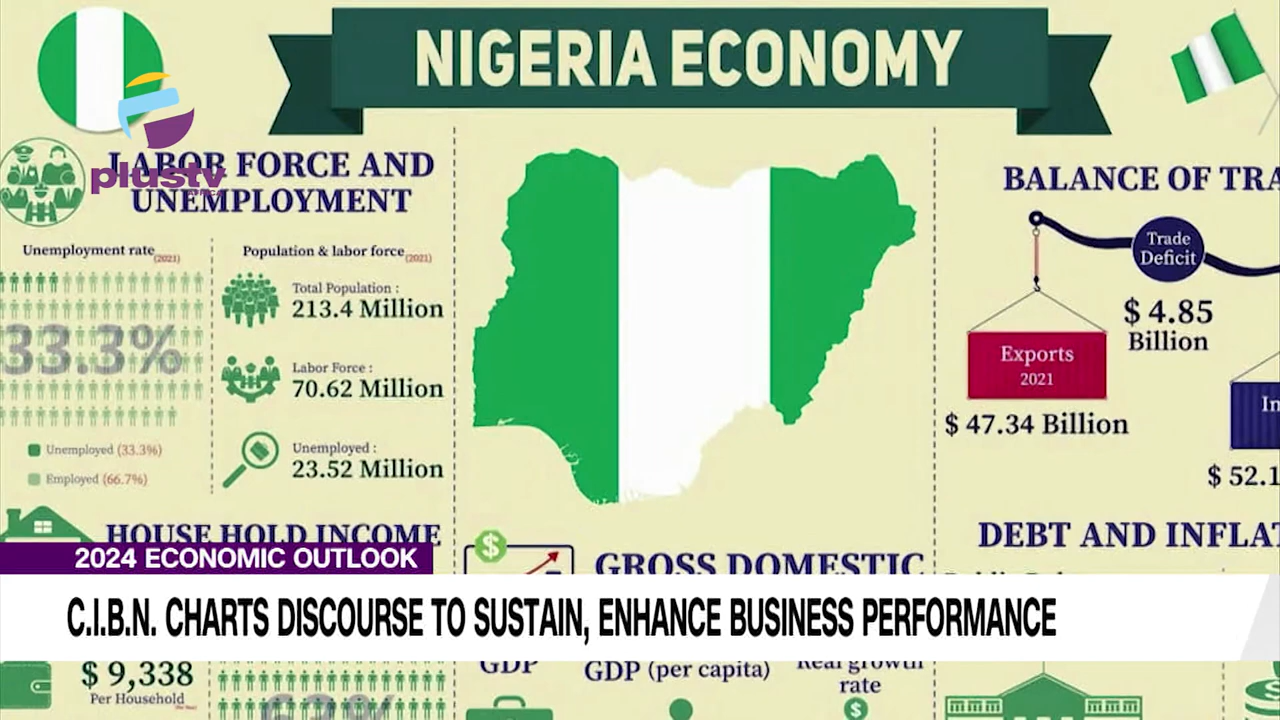 NIGERIA ECONOMY
plustv
LABOR FORCE AND
UNEMPLOYMENT
Unemployment rate (2021)
33.3%
Unemployed (33.3%)
Employed (66.7%)
Population & labor force (2021)
Total Population :
213.4 Million
Labor Force :
70.62 Million
Unemployed :
23.52 Million
BALANCE OF TRA
Trade
Deficit
$ 4.85
Billion
Exports
2021
$ 47.34 Billion
In
$ 52.1
HOUSE HOLD INCOME
$
GROSS DOMESTIC
DEBT AND INFLAT
2024 ECONOMIC OUTLOOK
C.I.B.N. CHARTS DISCOURSE TO SUSTAIN, ENHANCE BUSINESS PERFORMANCE
$ 9,338
Per Household
63%
GDP
GDP (per capita)
Real growth
rate
$
$